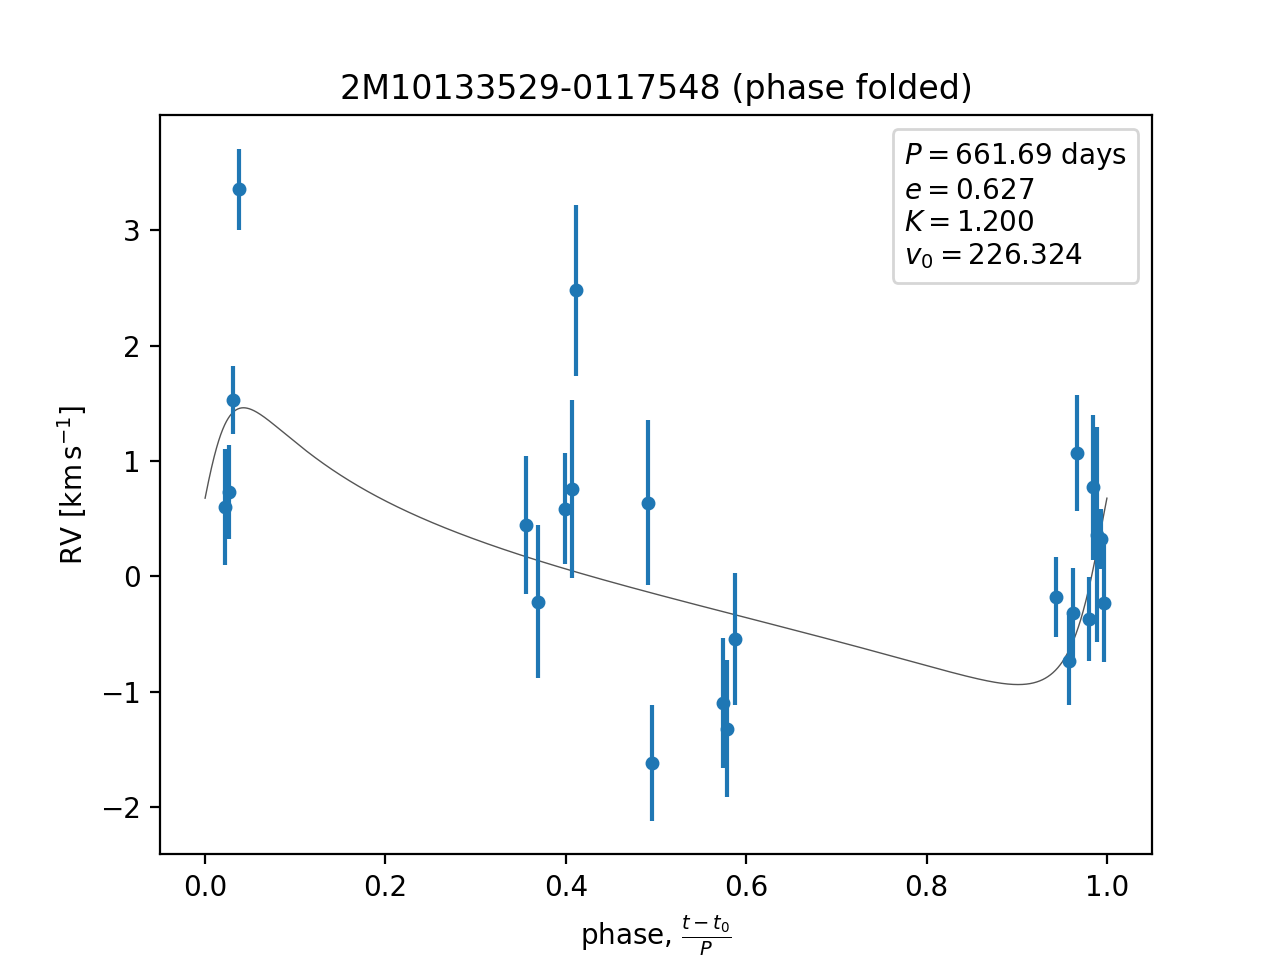 2M10133529-0117548 (phase folded)
P = 661.69 days
e = 0.627
K = 1.200
v₀ = 226.324
RV [km s⁻¹]
3
2
1
0
−1
−2
0.0 0.2 0.4 0.6 0.8 1.0
phase, (t − t₀)/P